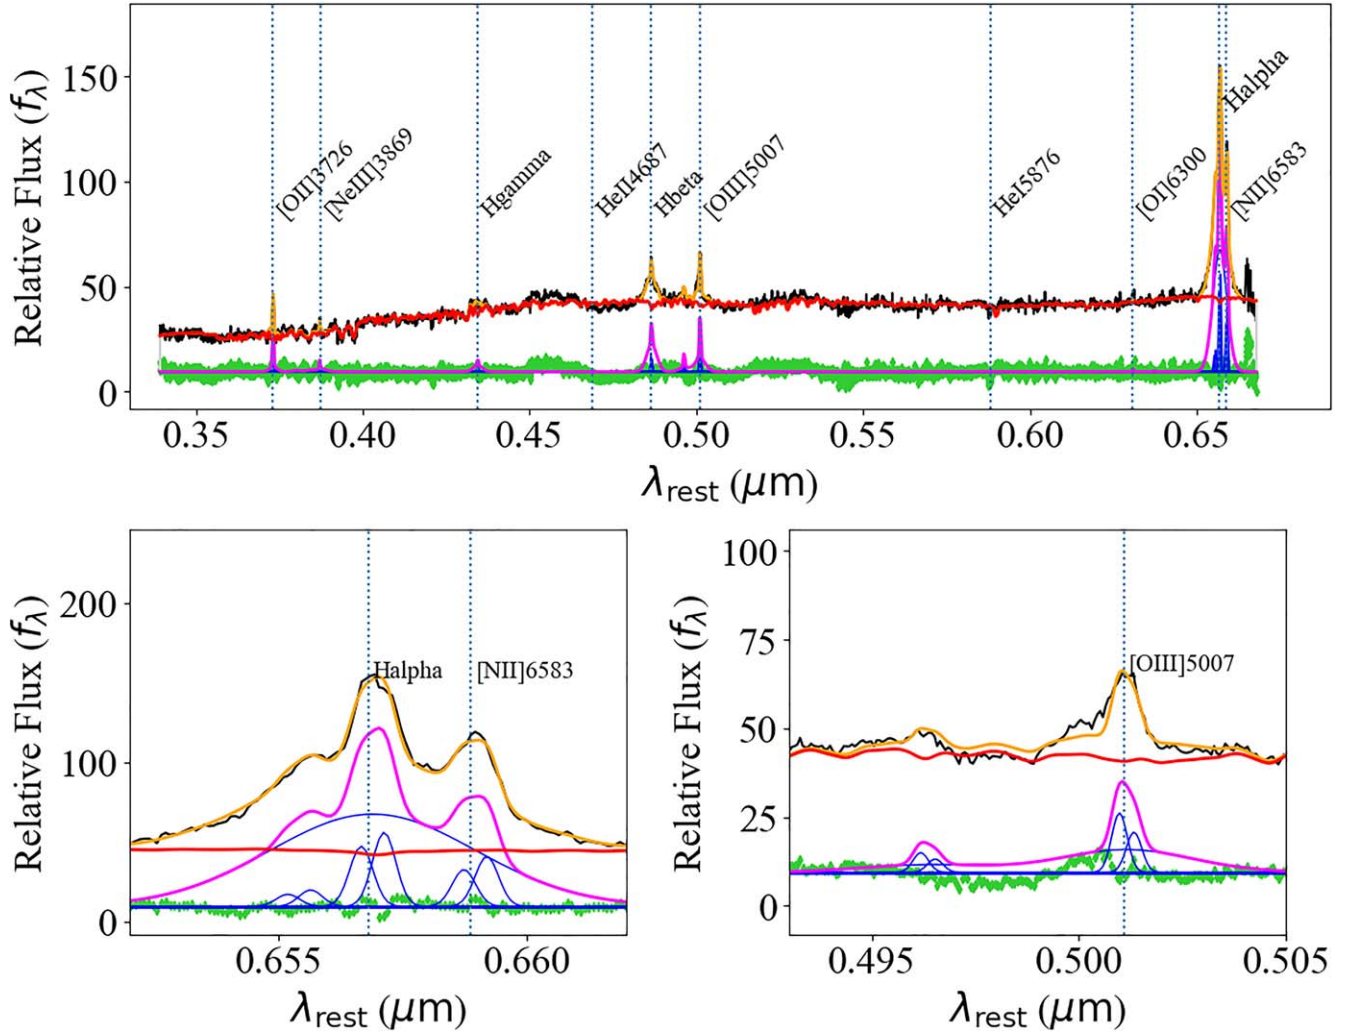 Relative Flux (fλ)
150
100
50
0
[OII]3726
[NeIII]3869
Hgamma
HeII4687
Hbeta
[OIII]5007
HeI5876
[OI]6300
Halpha
[NII]6583
0.35 0.40 0.45 0.50 0.55 0.60 0.65
λrest (μm)
Relative Flux (fλ)
200
100
0
Halpha
[NII]6583
0.655 0.660
λrest (μm)
Relative Flux (fλ)
100
75
50
25
0
[OIII]5007
0.495 0.500 0.505
λrest (μm)